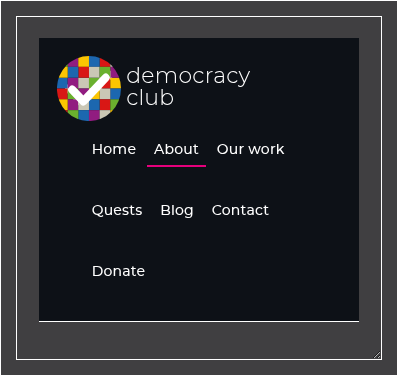 democracy
club
Home About Our work
Quests Blog Contact
Donate